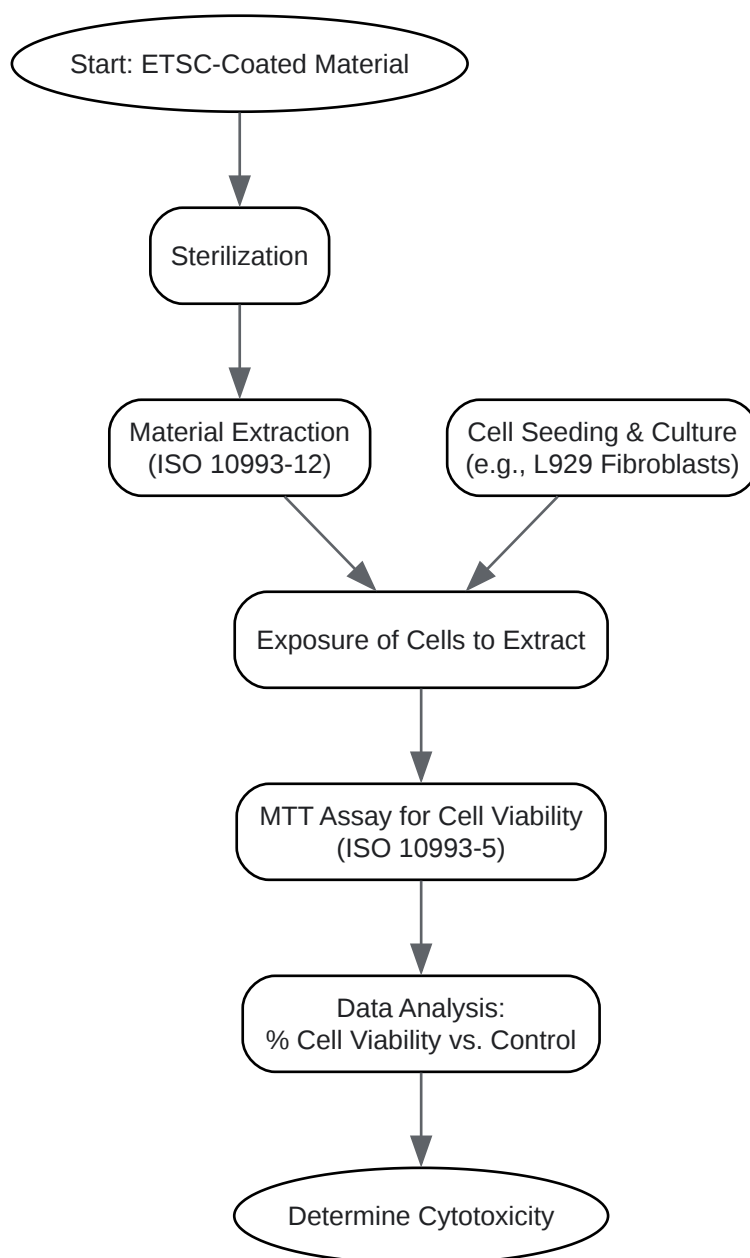 Start: ETSC-Coated Material
Sterilization
Material Extraction
(ISO 10993-12)
Cell Seeding & Culture
(e.g., L929 Fibroblasts)
Exposure of Cells to Extract
MTT Assay for Cell Viability
(ISO 10993-5)
Data Analysis:
% Cell Viability vs. Control
Determine Cytotoxicity